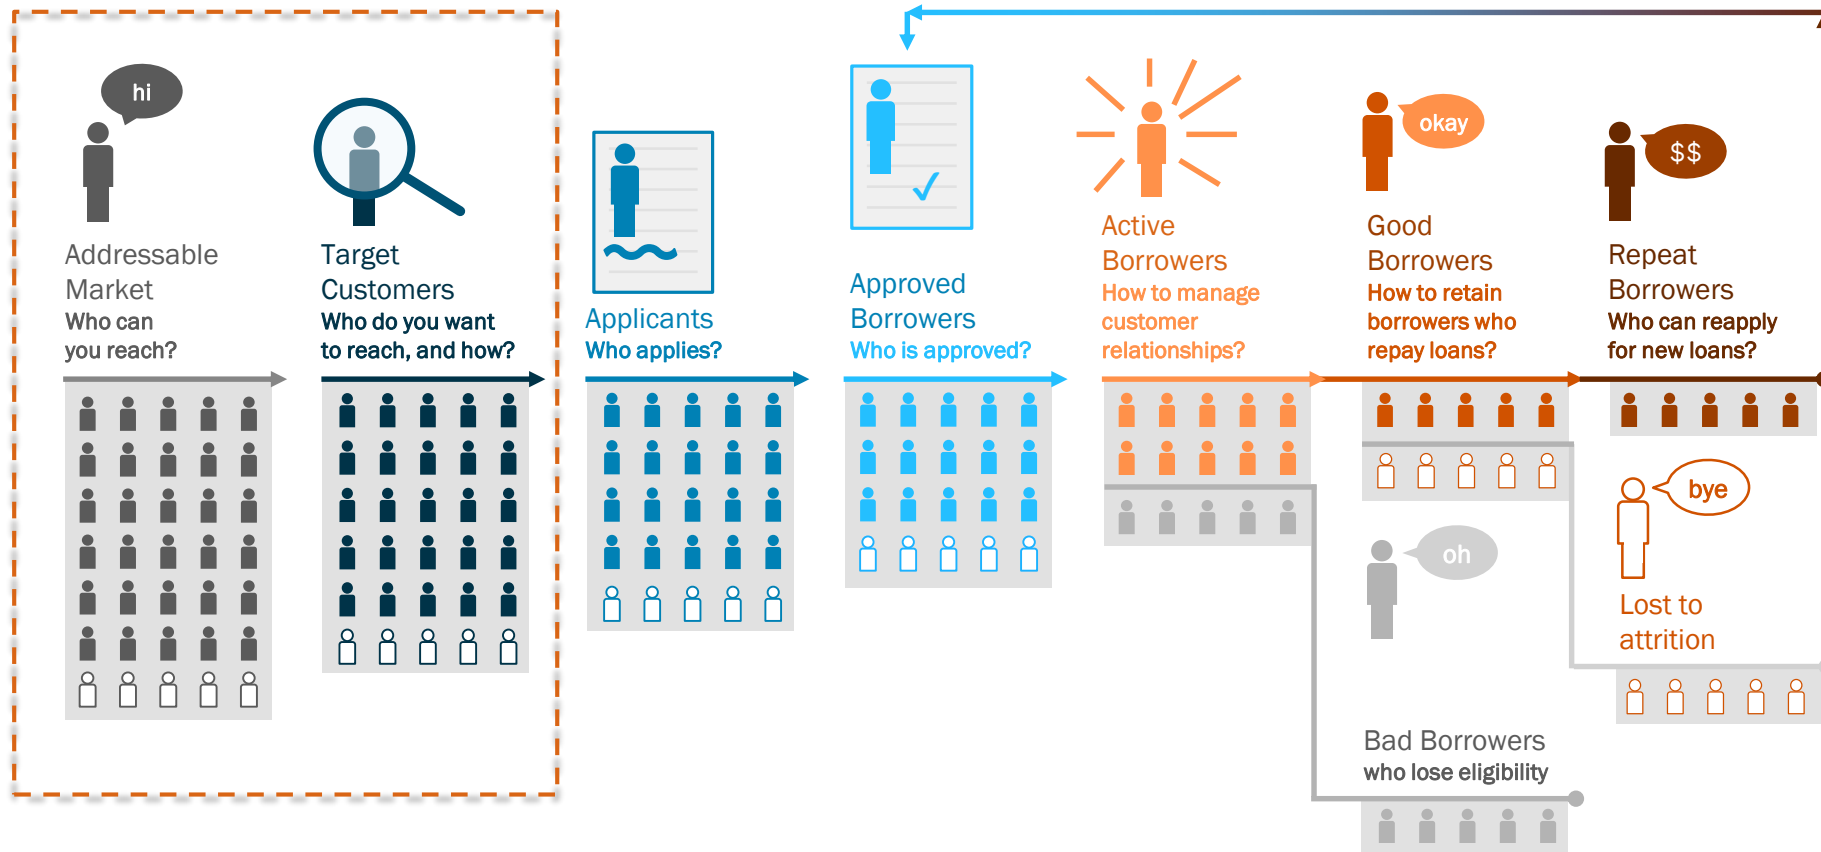 hi
Addressable
Market
Who can
you reach?
Target
Customers
Who do you want
to reach, and how?
Applicants
Who applies?
Approved
Borrowers
Who is approved?
Active
Borrowers
How to manage
customer
relationships?
okay
Good
Borrowers
How to retain
borrowers who
repay loans?
$$
Repeat
Borrowers
Who can reapply
for new loans?
oh
Bad Borrowers
who lose eligibility
bye
Lost to
attrition